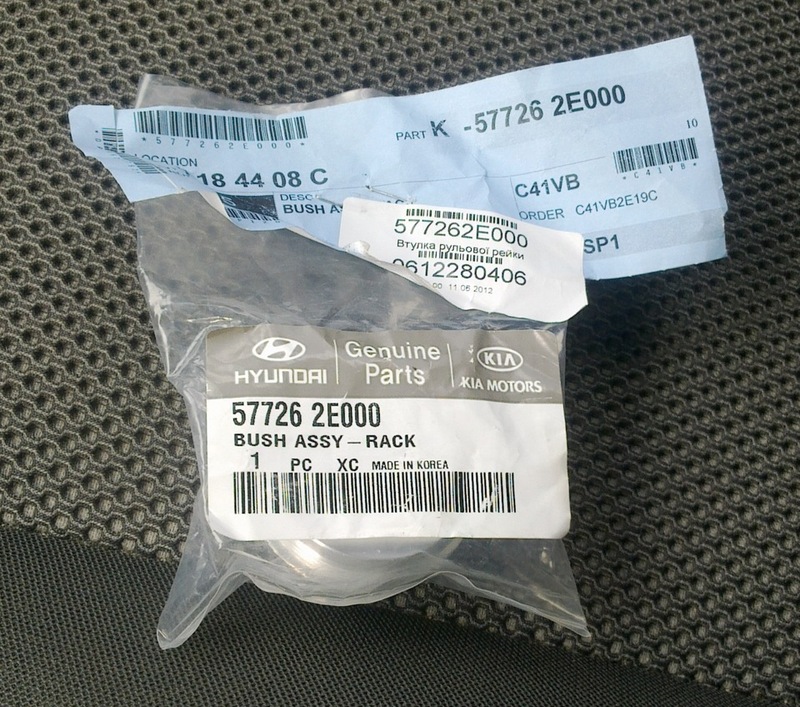 *577262E000*
PART K -57726 2E000
LOCATION
18 44 08 C
10
*C41VB*
C41VB
BUSH
ORDER C41VB2E19C
SP1
577262E000
Втулка рульової рейки
0612280406
11.06.2012
HYUNDAI
Genuine
Parts
KIA
KIA MOTORS
57726 2E000
BUSH ASSY-RACK
1 PC XC MADE IN KOREA